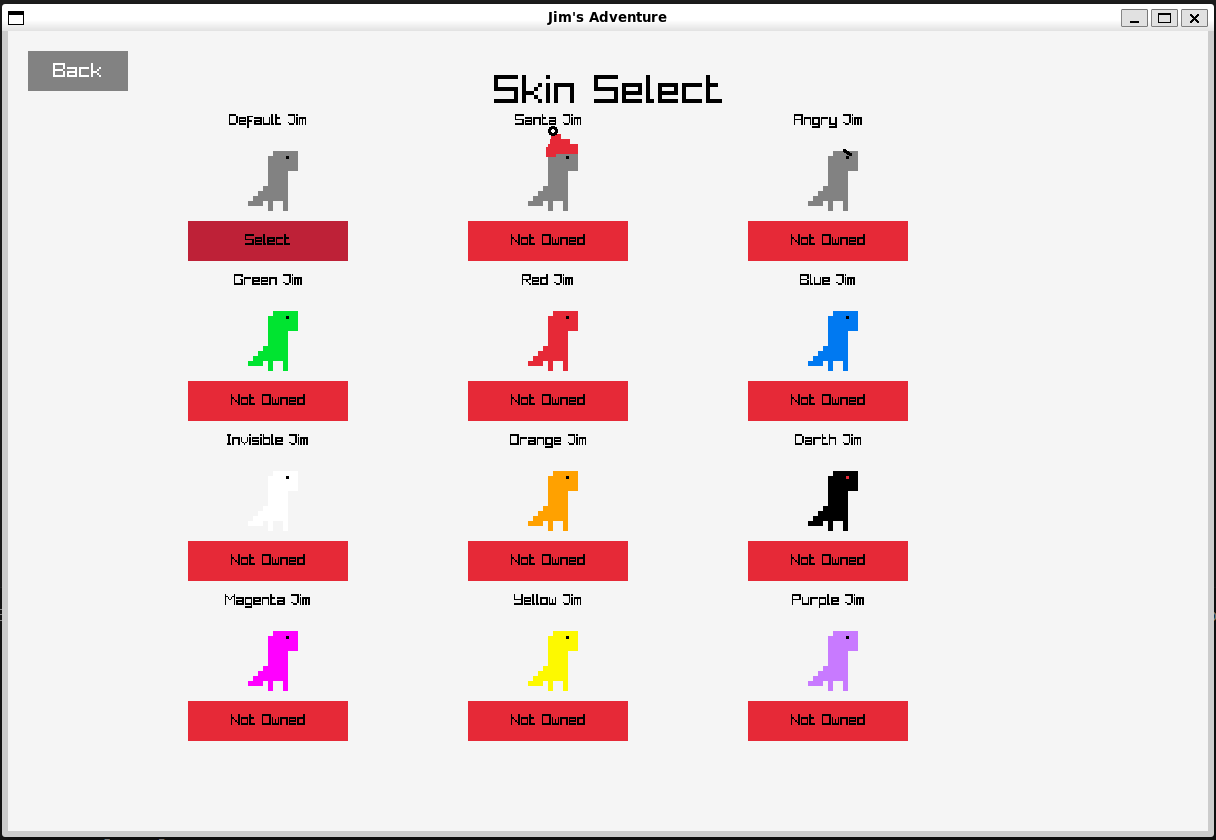 Jim's Adventure
Back
Skin Select
Default Jim
Santa Jim
Angry Jim
Select
Not Owned
Not Owned
Green Jim
Red Jim
Blue Jim
Not Owned
Not Owned
Not Owned
Invisible Jim
Orange Jim
Darth Jim
Not Owned
Not Owned
Not Owned
Magenta Jim
Yellow Jim
Purple Jim
Not Owned
Not Owned
Not Owned